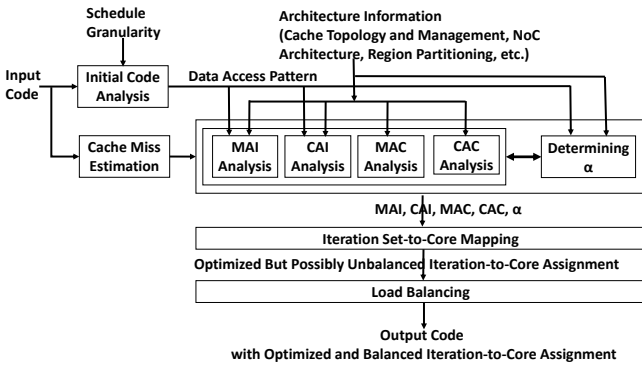 Schedule
Granularity
Architecture Information
(Cache Topology and Management, NoC
Architecture, Region Partitioning, etc.)
Input
Code
Initial Code
Analysis
Data Access Pattern
Cache Miss
Estimation
MAI
Analysis
CAI
Analysis
MAC
Analysis
CAC
Analysis
Determining
α
MAI, CAI, MAC, CAC, α
Iteration Set-to-Core Mapping
Optimized But Possibly Unbalanced Iteration-to-Core Assignment
Load Balancing
Output Code
with Optimized and Balanced Iteration-to-Core Assignment